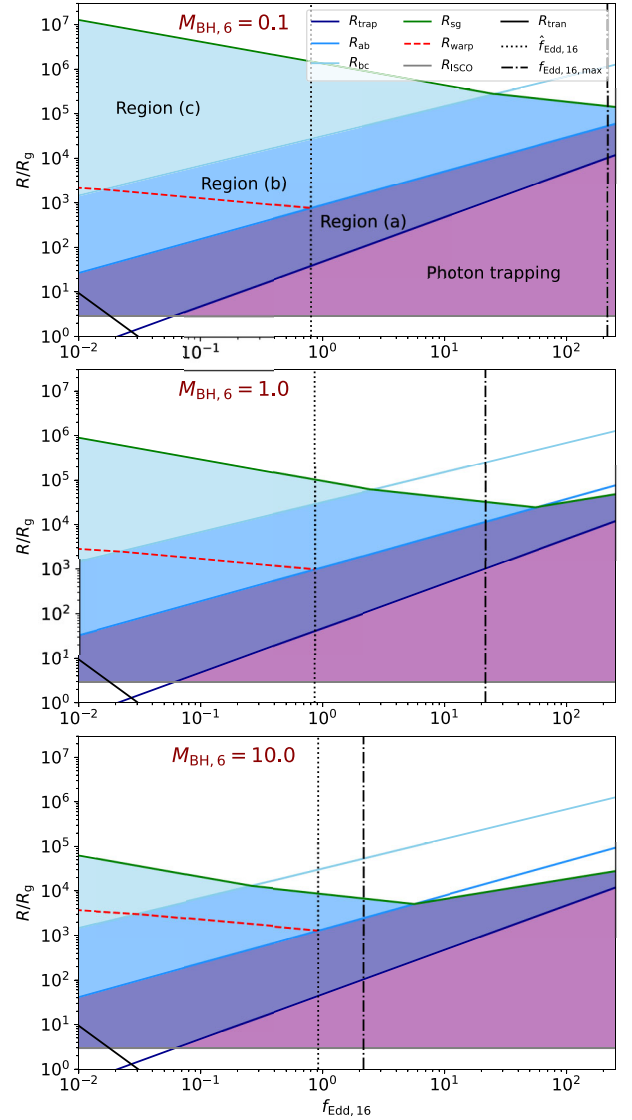 M_BH, 6 = 0.1
R_trap
R_ab
R_bc
R_sg
R_warp
R_ISCO
R_tran
f̂_Edd, 16
f_Edd, 16, max
Region (c)
Region (b)
Region (a)
Photon trapping
R/R_g
10^7
10^6
10^5
10^4
10^3
10^2
10^1
10^0
10^−2
10^−1
10^0
10^1
10^2
M_BH, 6 = 1.0
R/R_g
10^7
10^6
10^5
10^4
10^3
10^2
10^1
10^0
10^−2
10^−1
10^0
10^1
10^2
M_BH, 6 = 10.0
R/R_g
10^7
10^6
10^5
10^4
10^3
10^2
10^1
10^0
10^−2
10^−1
10^0
10^1
10^2
f_Edd, 16